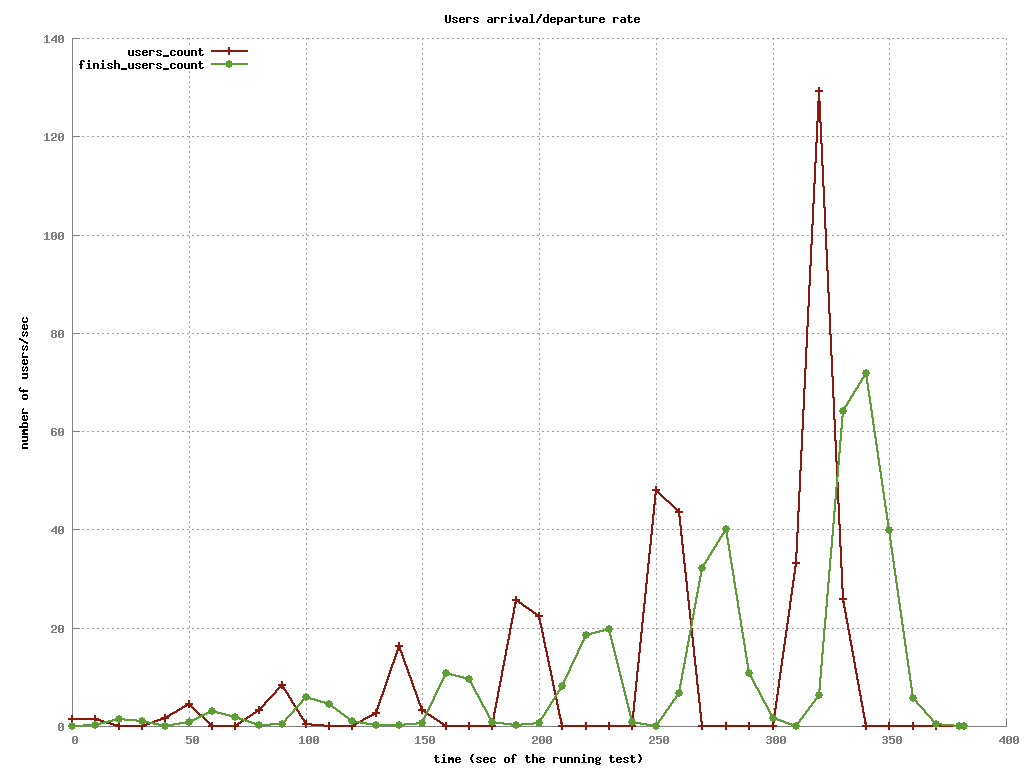 Users arrival/departure rate
140
users_count
finish_users_count
120
100
80
number of users/sec
60
40
20
0
0 50 100 150 200 250 300 350 400
time (sec of the running test)